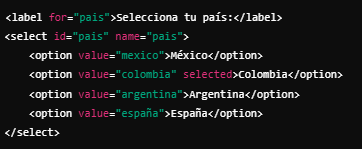 <label for="pais">Selecciona tu país:</label>
<select id="pais" name="pais">
    <option value="mexico">México</option>
    <option value="colombia" selected>Colombia</option>
    <option value="argentina">Argentina</option>
    <option value="españa">España</option>
</select>